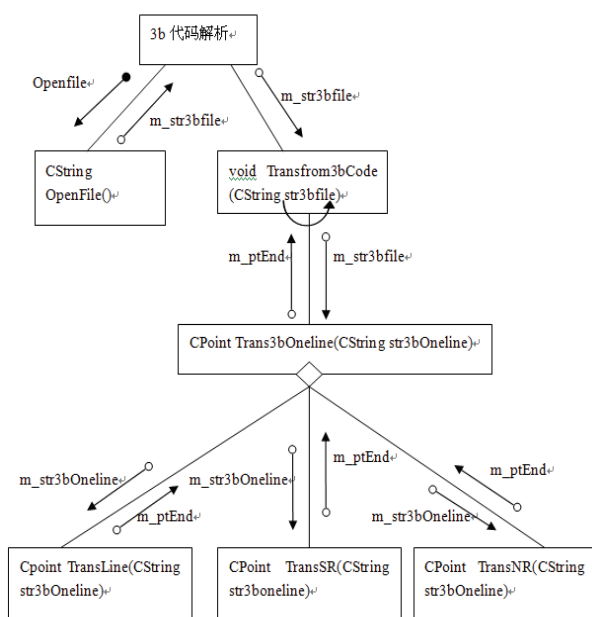 3b 代码解析
Openfile
m_str3bfile
m_str3bfile
CString
OpenFile()
void Transfrom3bCode
(CString str3bfile)
m_ptEnd
m_str3bfile
CPoint Trans3bOneline(CString str3bOneline)
m_str3bOneline
m_ptEnd
m_str3bOneline
m_ptEnd
m_ptEnd
m_str3bOneline
Cpoint TransLine(CString
str3bOneline)
CPoint TransSR(CString
str3boneline)
CPoint TransNR(CString
str3bOneline)